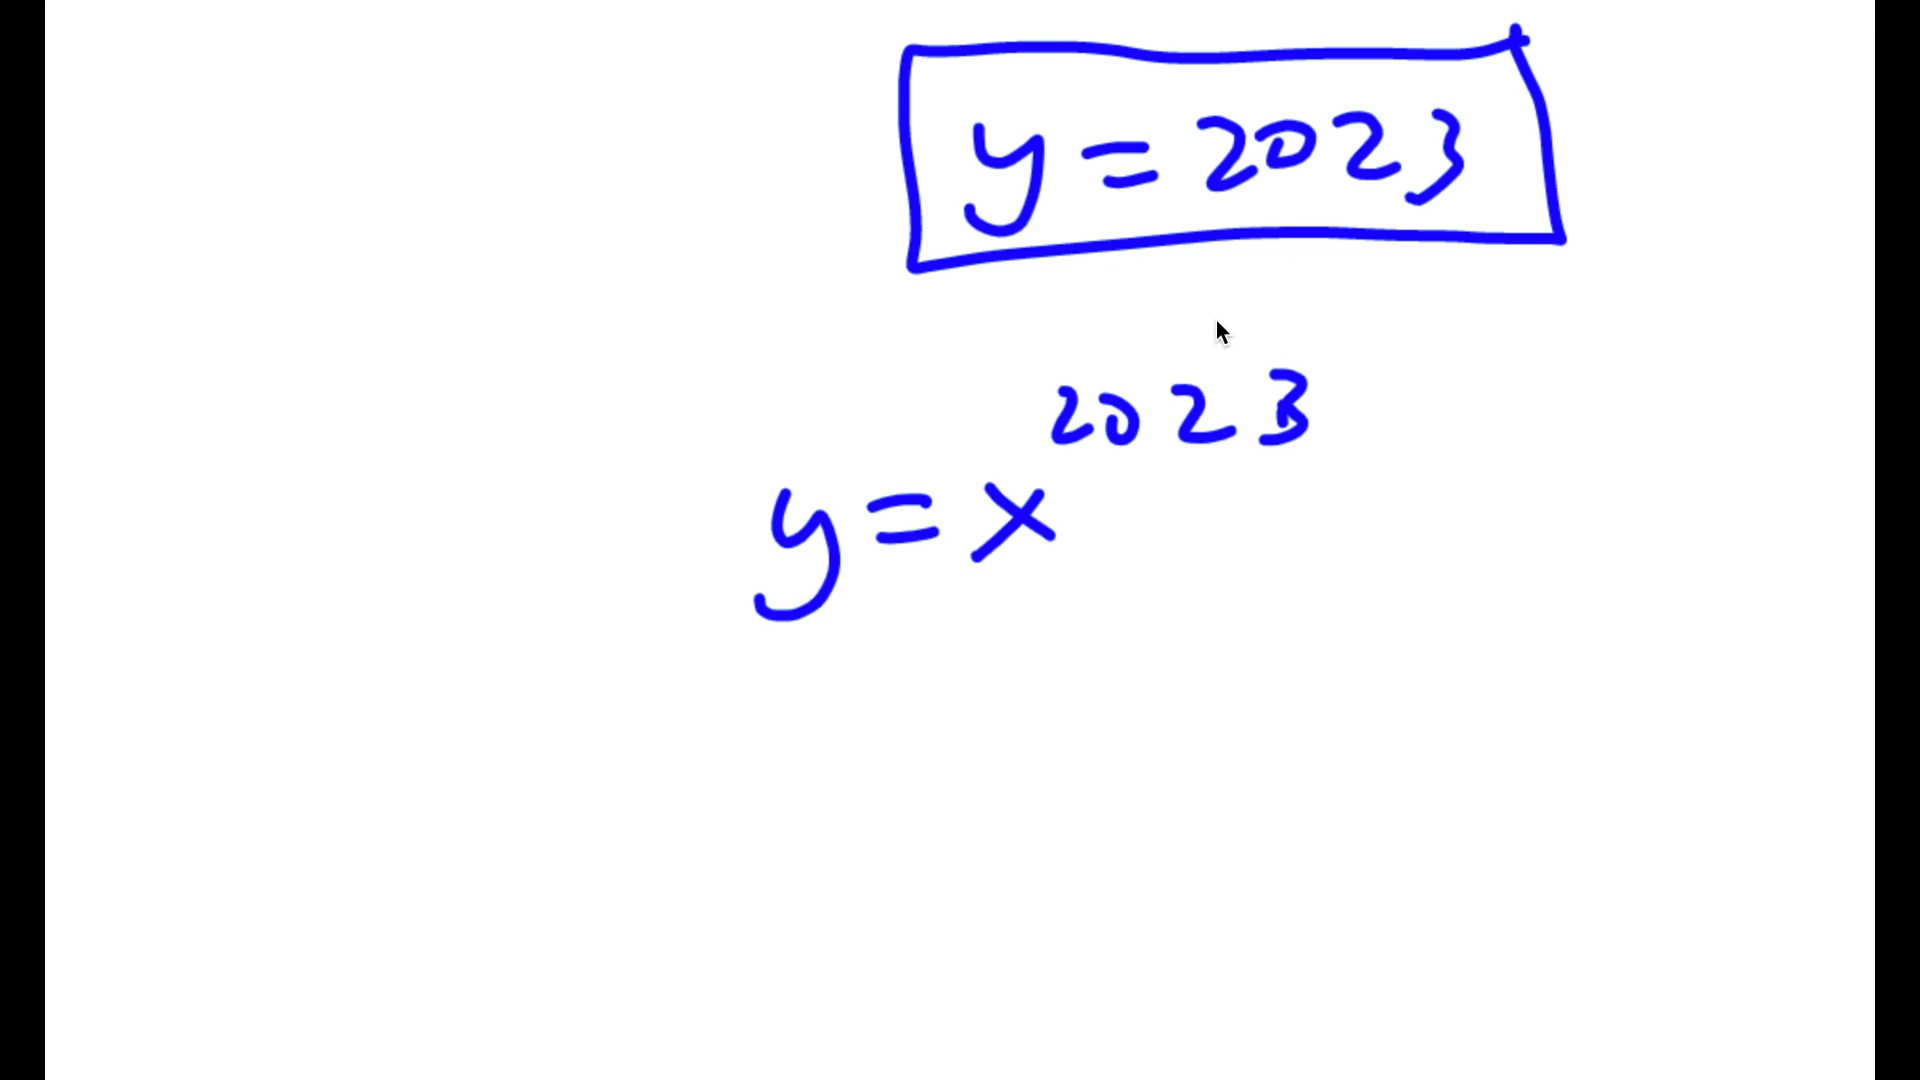 y = 2023
y = x^2023